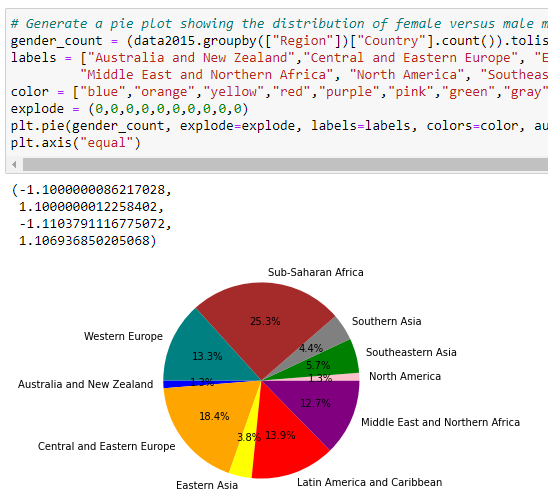 # Generate a pie plot showing the distribution of female versus male m
gender_count = (data2015.groupby(["Region"])["Country"].count()).tolis
labels = ["Australia and New Zealand","Central and Eastern Europe", "E
"Middle East and Northern Africa", "North America", "Southeas
color = ["blue","orange","yellow","red","purple","pink","green","gray"
explode = (0,0,0,0,0,0,0,0,0,0)
plt.pie(gender_count, explode=explode, labels=labels, colors=color, au
plt.axis("equal")
(-1.1000000086217028,
1.1000000012258402,
-1.1103791116775072,
1.106936850205068)
Sub-Saharan Africa
25.3%
Southern Asia
4.4%
Western Europe
13.3%
Southeastern Asia
5.7%
North America
1.3%
Australia and New Zealand
1.3%
12.7%
Middle East and Northern Africa
18.4%
Central and Eastern Europe
3.8%
13.9%
Eastern Asia
Latin America and Caribbean